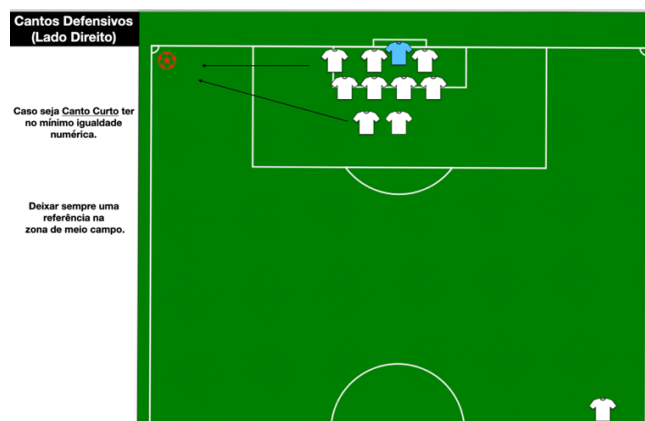 Cantos Defensivos
(Lado Direito)
Caso seja Canto Curto ter
no mínimo igualdade
numérica.
Deixar sempre uma
referência na
zona de meio campo.